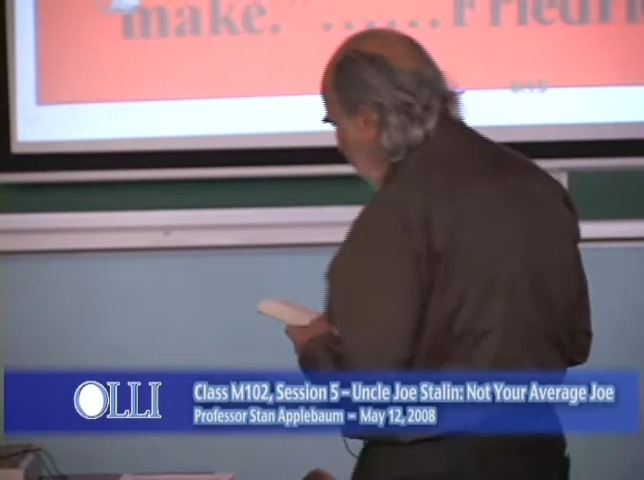 make." ...... Friedri
OLLI
Class M102, Session 5 – Uncle Joe Stalin: Not Your Average Joe
Professor Stan Applebaum – May 12, 2008